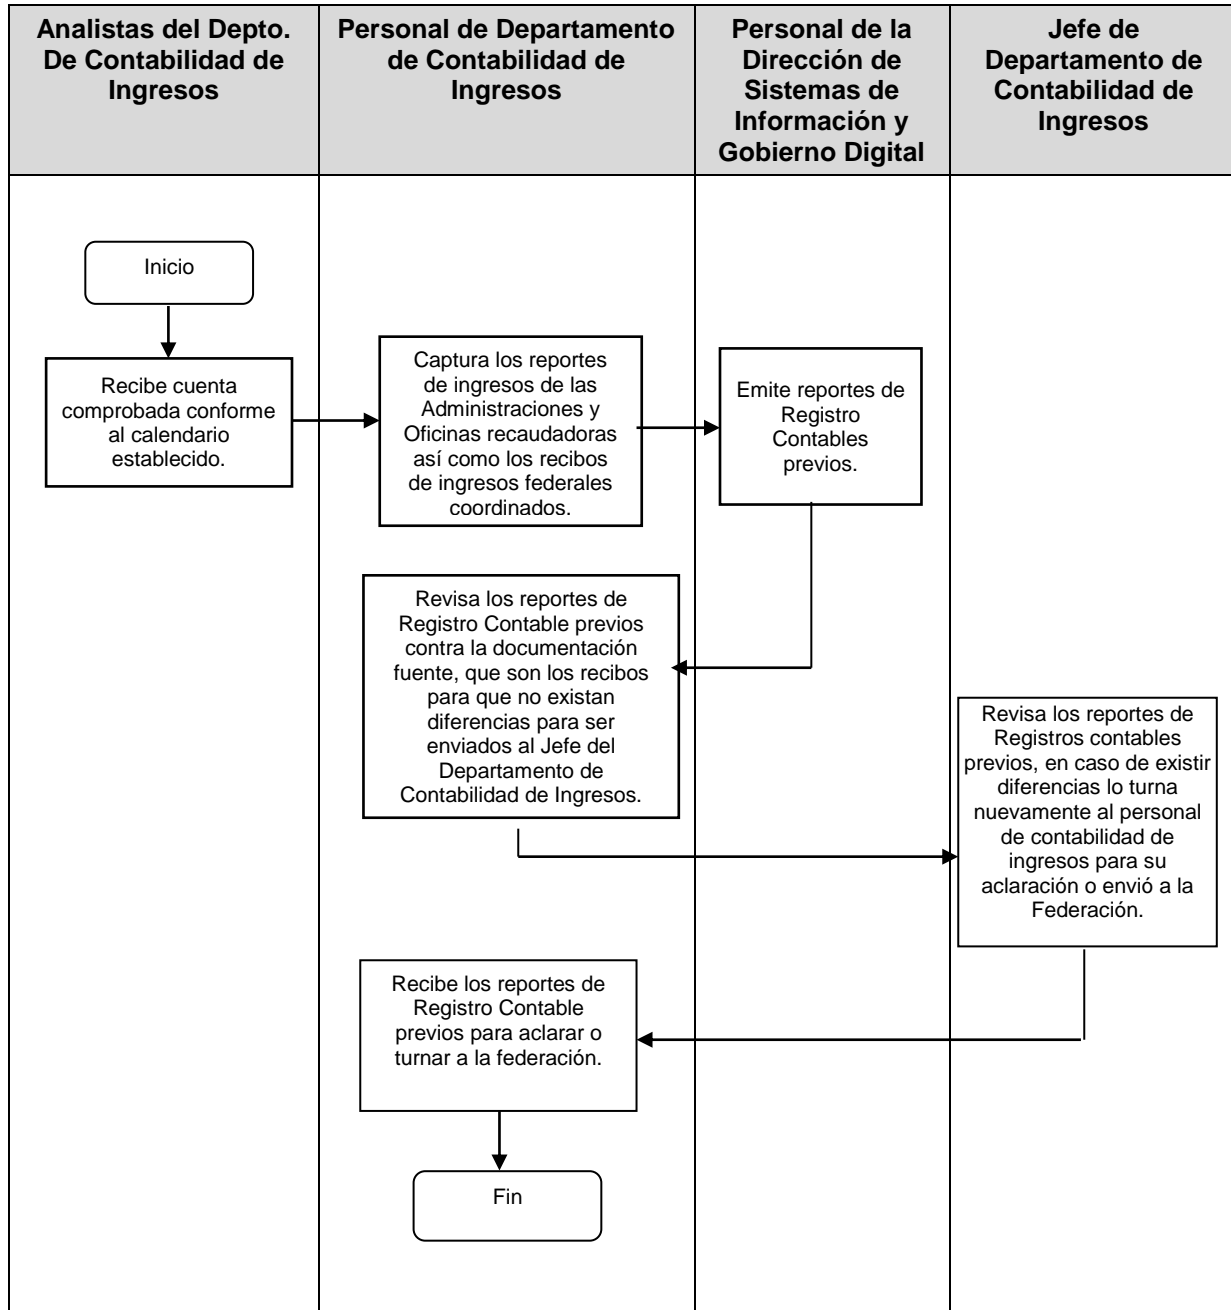 Analistas del Depto.
De Contabilidad de
Ingresos
Personal de Departamento
de Contabilidad de
Ingresos
Personal de la
Dirección de
Sistemas de
Información y
Gobierno Digital
Jefe de
Departamento de
Contabilidad de
Ingresos
Inicio
Recibe cuenta
comprobada conforme
al calendario
establecido.
Captura los reportes
de ingresos de las
Administraciones y
Oficinas recaudadoras
así como los recibos
de ingresos federales
coordinados.
Emite reportes de
Registro
Contables
previos.
Revisa los reportes de
Registro Contable previos
contra la documentación
fuente, que son los recibos
para que no existan
diferencias para ser
enviados al Jefe del
Departamento de
Contabilidad de Ingresos.
Revisa los reportes de
Registros contables
previos, en caso de existir
diferencias lo turna
nuevamente al personal
de contabilidad de
ingresos para su
aclaración o envió a la
Federación.
Recibe los reportes de
Registro Contable
previos para aclarar o
turnar a la federación.
Fin